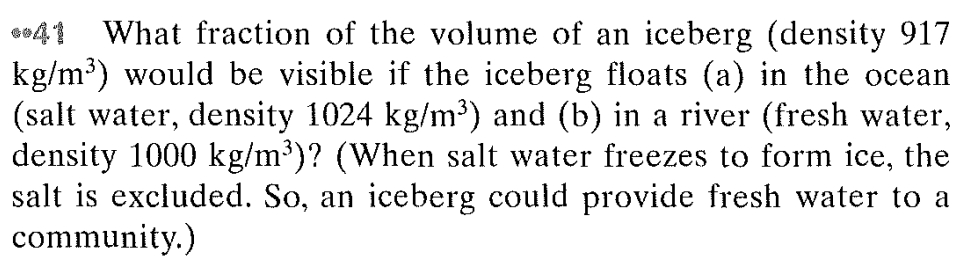 ••41 What fraction of the volume of an iceberg (density 917
kg/m³) would be visible if the iceberg floats (a) in the ocean
(salt water, density 1024 kg/m³) and (b) in a river (fresh water,
density 1000 kg/m³)? (When salt water freezes to form ice, the
salt is excluded. So, an iceberg could provide fresh water to a
community.)